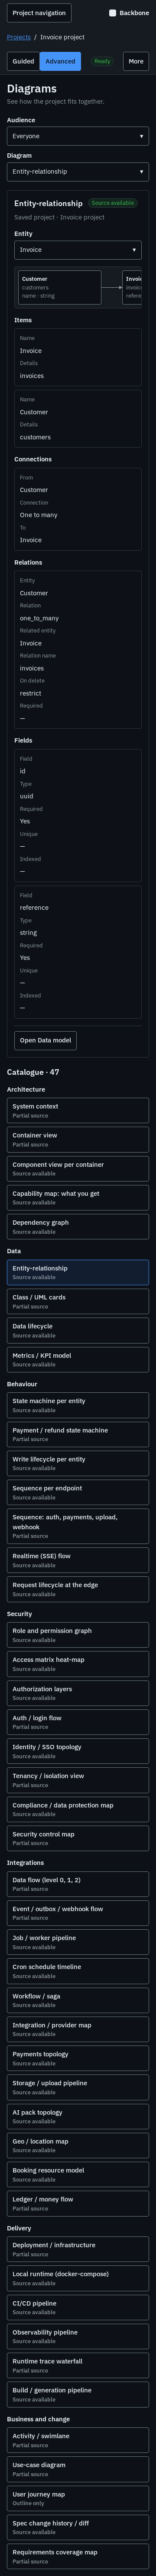 Project navigation
Backbone
Projects / Invoice project
Guided
Advanced
Ready
More
Diagrams
See how the project fits together.
Audience
Everyone
Diagram
Entity-relationship
Entity-relationship
Source available
Saved project · Invoice project
Entity
Invoice
Customer
customers
name · string
Invoic
invoice
refere
Items
Name
Invoice
Details
invoices
Name
Customer
Details
customers
Connections
From
Customer
Connection
One to many
To
Invoice
Relations
Entity
Customer
Relation
one_to_many
Related entity
Invoice
Relation name
invoices
On delete
restrict
Required
—
Fields
Field
id
Type
uuid
Required
Yes
Unique
—
Indexed
—
Field
reference
Type
string
Required
Yes
Unique
—
Indexed
—
Open Data model
Catalogue · 47
Architecture
System context
Partial source
Container view
Partial source
Component view per container
Source available
Capability map: what you get
Source available
Dependency graph
Source available
Data
Entity-relationship
Source available
Class / UML cards
Partial source
Data lifecycle
Source available
Metrics / KPI model
Partial source
Behaviour
State machine per entity
Source available
Payment / refund state machine
Partial source
Write lifecycle per entity
Source available
Sequence per endpoint
Source available
Sequence: auth, payments, upload,
webhook
Partial source
Realtime (SSE) flow
Source available
Request lifecycle at the edge
Source available
Security
Role and permission graph
Source available
Access matrix heat-map
Source available
Authorization layers
Source available
Auth / login flow
Partial source
Identity / SSO topology
Partial source
Tenancy / isolation view
Partial source
Compliance / data protection map
Source available
Security control map
Partial source
Integrations
Data flow (level 0, 1, 2)
Partial source
Event / outbox / webhook flow
Partial source
Job / worker pipeline
Source available
Cron schedule timeline
Source available
Workflow / saga
Source available
Integration / provider map
Source available
Payments topology
Source available
Storage / upload pipeline
Source available
AI pack topology
Source available
Geo / location map
Source available
Booking resource model
Source available
Ledger / money flow
Partial source
Delivery
Deployment / infrastructure
Partial source
Local runtime (docker-compose)
Source available
CI/CD pipeline
Source available
Observability pipeline
Source available
Runtime trace waterfall
Partial source
Build / generation pipeline
Source available
Business and change
Activity / swimlane
Partial source
Use-case diagram
Partial source
User journey map
Outline only
Spec change history / diff
Source available
Requirements coverage map
Partial source